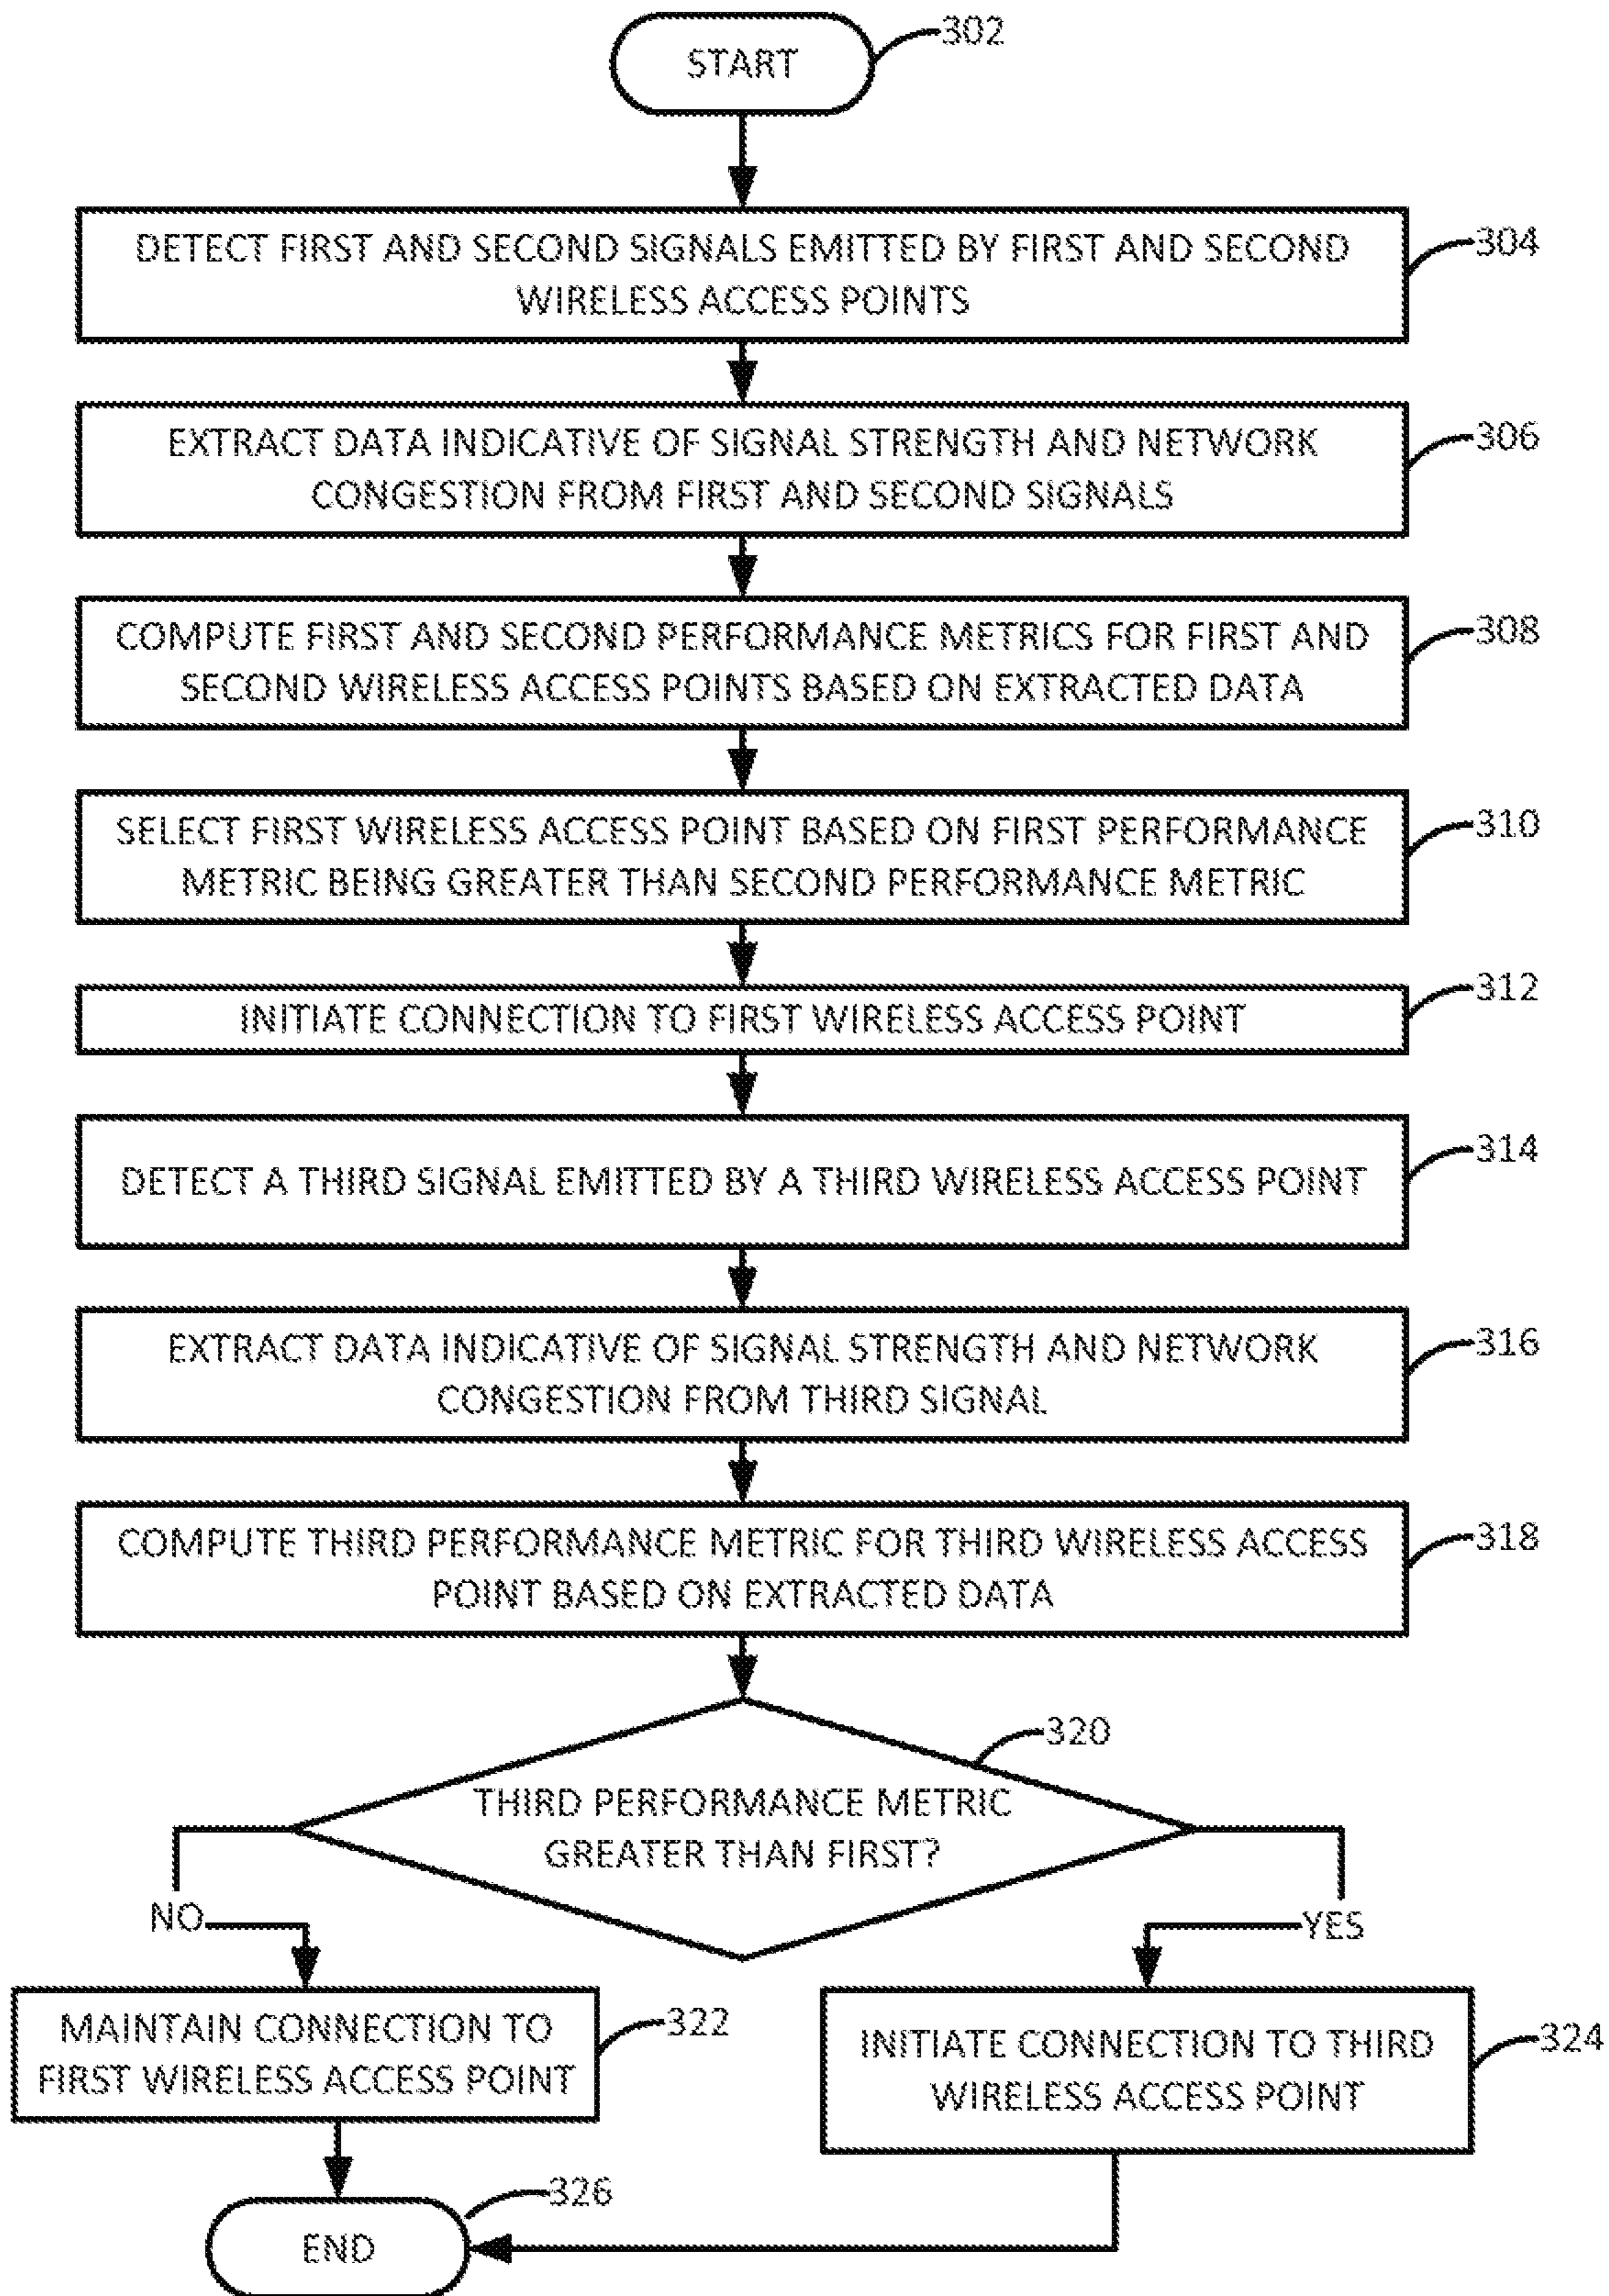 START
302
DETECT FIRST AND SECOND SIGNALS EMITTED BY FIRST AND SECOND
WIRELESS ACCESS POINTS
304
EXTRACT DATA INDICATIVE OF SIGNAL STRENGTH AND NETWORK
CONGESTION FROM FIRST AND SECOND SIGNALS
306
COMPUTE FIRST AND SECOND PERFORMANCE METRICS FOR FIRST AND
SECOND WIRELESS ACCESS POINTS BASED ON EXTRACTED DATA
308
SELECT FIRST WIRELESS ACCESS POINT BASED ON FIRST PERFORMANCE
METRIC BEING GREATER THAN SECOND PERFORMANCE METRIC
310
INITIATE CONNECTION TO FIRST WIRELESS ACCESS POINT
312
DETECT A THIRD SIGNAL EMITTED BY A THIRD WIRELESS ACCESS POINT
314
EXTRACT DATA INDICATIVE OF SIGNAL STRENGTH AND NETWORK
CONGESTION FROM THIRD SIGNAL
316
COMPUTE THIRD PERFORMANCE METRIC FOR THIRD WIRELESS ACCESS
POINT BASED ON EXTRACTED DATA
318
THIRD PERFORMANCE METRIC
GREATER THAN FIRST?
320
NO
YES
MAINTAIN CONNECTION TO
FIRST WIRELESS ACCESS POINT
322
INITIATE CONNECTION TO THIRD
WIRELESS ACCESS POINT
324
END
326